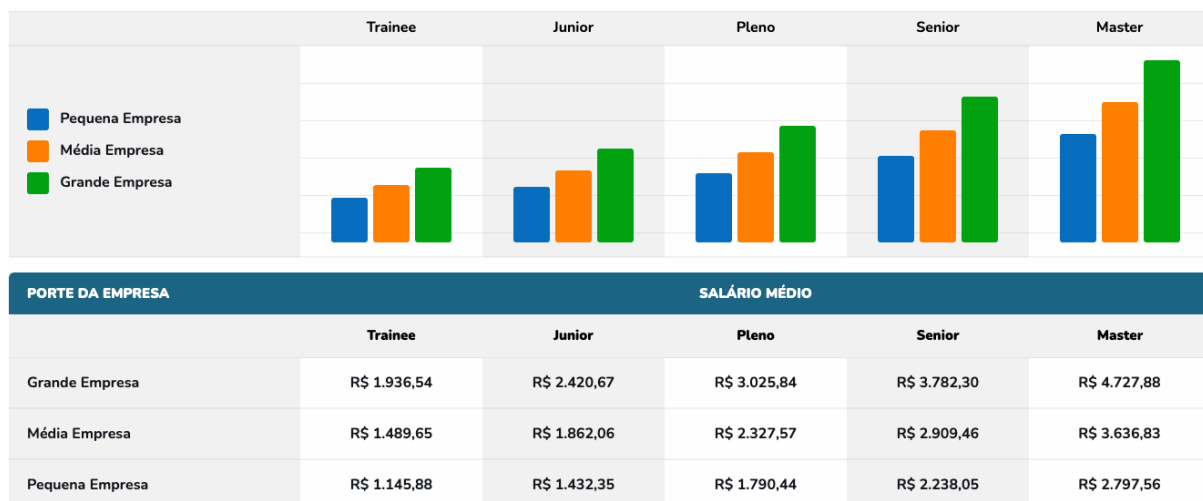 Trainee Junior Pleno Senior Master
Pequena Empresa
Média Empresa
Grande Empresa
PORTE DA EMPRESA SALÁRIO MÉDIO
Trainee Junior Pleno Senior Master
Grande Empresa R$ 1.936,54 R$ 2.420,67 R$ 3.025,84 R$ 3.782,30 R$ 4.727,88
Média Empresa R$ 1.489,65 R$ 1.862,06 R$ 2.327,57 R$ 2.909,46 R$ 3.636,83
Pequena Empresa R$ 1.145,88 R$ 1.432,35 R$ 1.790,44 R$ 2.238,05 R$ 2.797,56